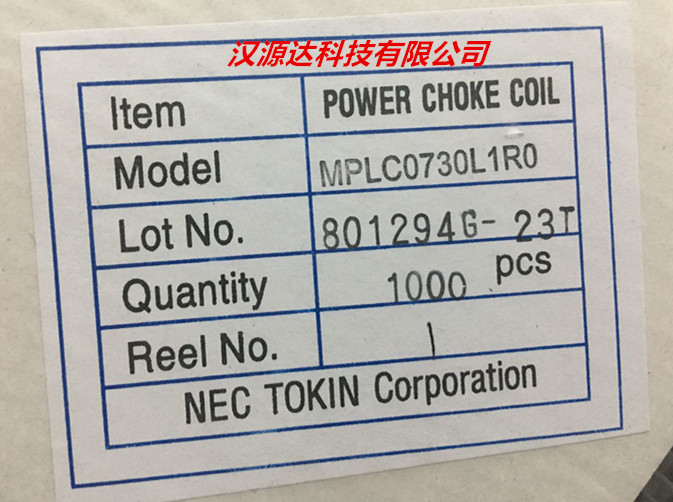 汉源达科技有限公司
Item POWER CHOKE COIL
Model MPLC0730L1R0
Lot No. 801294G- 23T
Quantity 1000 pcs
Reel No. 1
NEC TOKIN Corporation